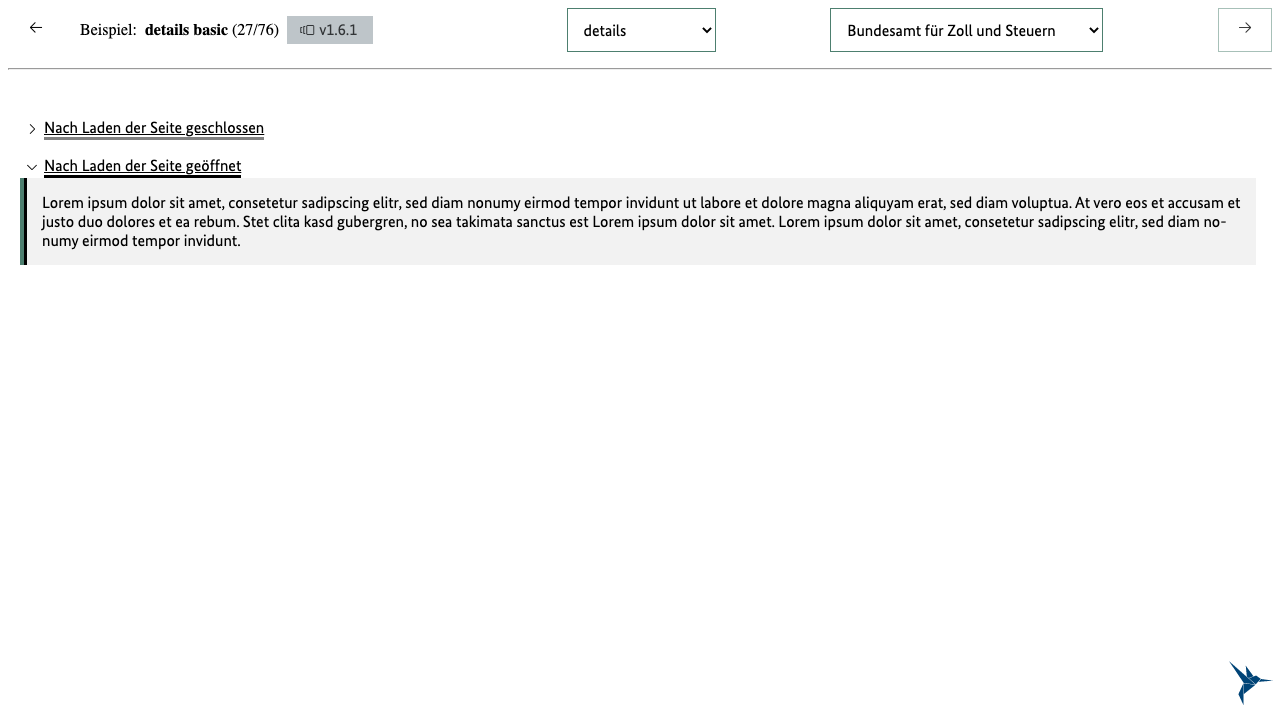 Beispiel: details basic (27/76) v1.6.1 details Bundesamt für Zoll und Steuern
Nach Laden der Seite geschlossen
Nach Laden der Seite geöffnet
Lorem ipsum dolor sit amet, consetetur sadipscing elitr, sed diam nonumy eirmod tempor invidunt ut labore et dolore magna aliquyam erat, sed diam voluptua. At vero eos et accusam et
justo duo dolores et ea rebum. Stet clita kasd gubergren, no sea takimata sanctus est Lorem ipsum dolor sit amet. Lorem ipsum dolor sit amet, consetetur sadipscing elitr, sed diam no-
numy eirmod tempor invidunt.